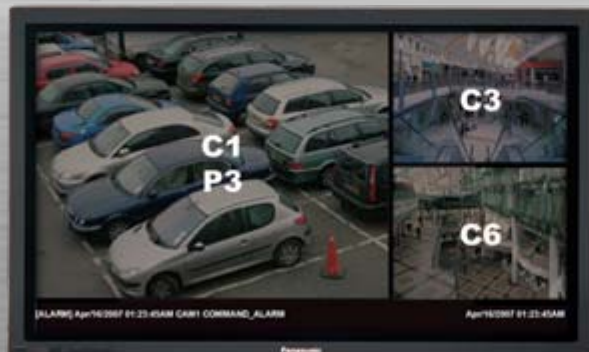 C1
P3
C3
C6
[ALARM] Apr/16/2007 01:23:45AM CAM1 COMMAND_ALARM
Apr/16/2007 01:23:45AM
Panasonic